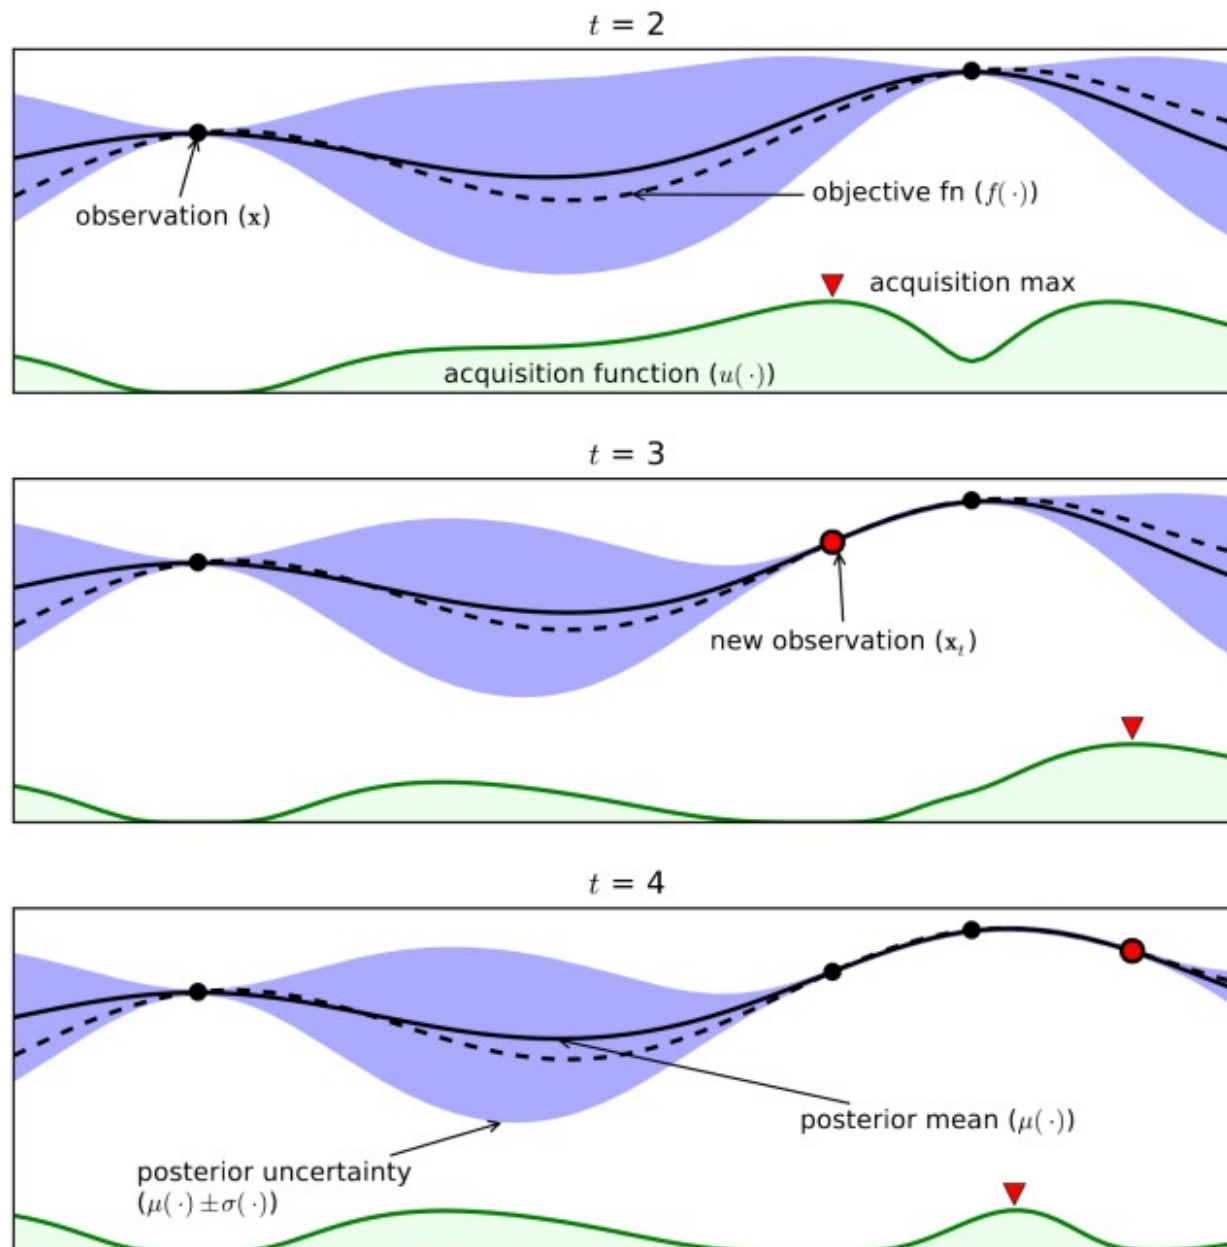 t = 2
observation (x)
objective fn (f(·))
acquisition max
acquisition function (u(·))
t = 3
new observation (xₜ)
t = 4
posterior mean (μ(·))
posterior uncertainty
(μ(·)±σ(·))